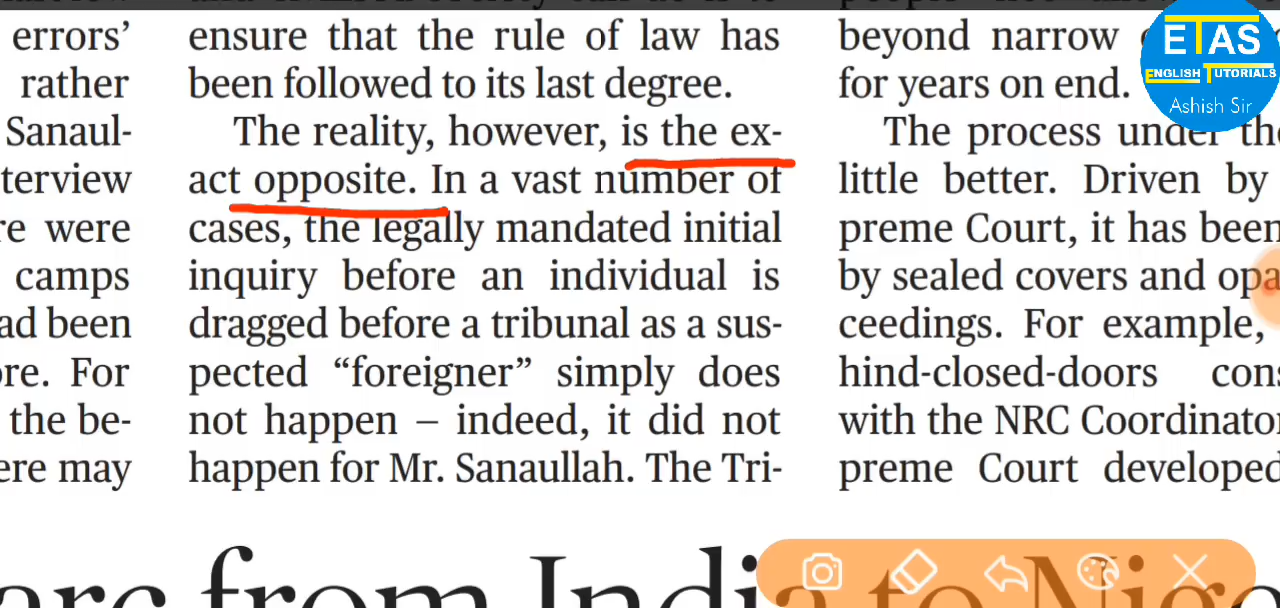 errors’
rather
Sanaul-
terview
re were
camps
ad been
ore. For
the be-
ere may
ensure that the rule of law has
been followed to its last degree.
The reality, however, is the ex-
act opposite. In a vast number of
cases, the legally mandated initial
inquiry before an individual is
dragged before a tribunal as a sus-
pected “foreigner” simply does
not happen – indeed, it did not
happen for Mr. Sanaullah. The Tri-
beyond narrow
for years on end.
The process under the
little better. Driven by
preme Court, it has been
by sealed covers and opa
ceedings. For example,
hind-closed-doors cons
with the NRC Coordinator
preme Court developed
from India to
ETAS
ENGLISH TUTORIALS
Ashish Sir